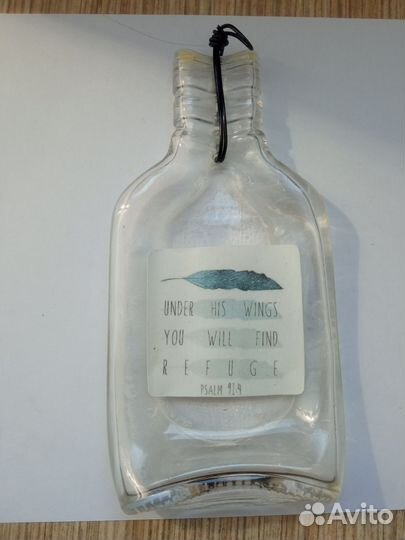 UNDER HIS WINGS
YOU WILL FIND
REFUGE
PSALM 91:4
Avito